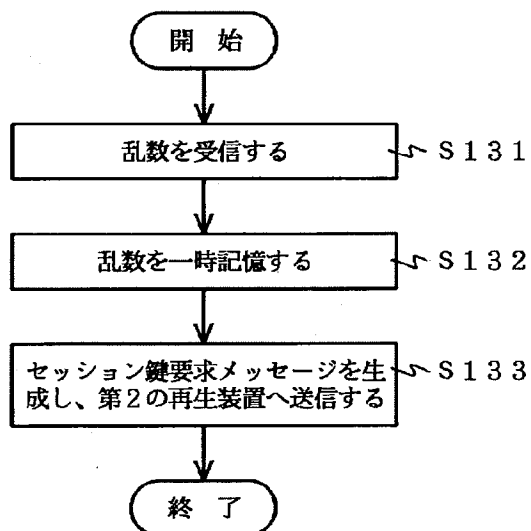 開 始
乱数を受信する
S131
乱数を一時記憶する
S132
セッション鍵要求メッセージを生
成し、第2の再生装置へ送信する
S133
終 了